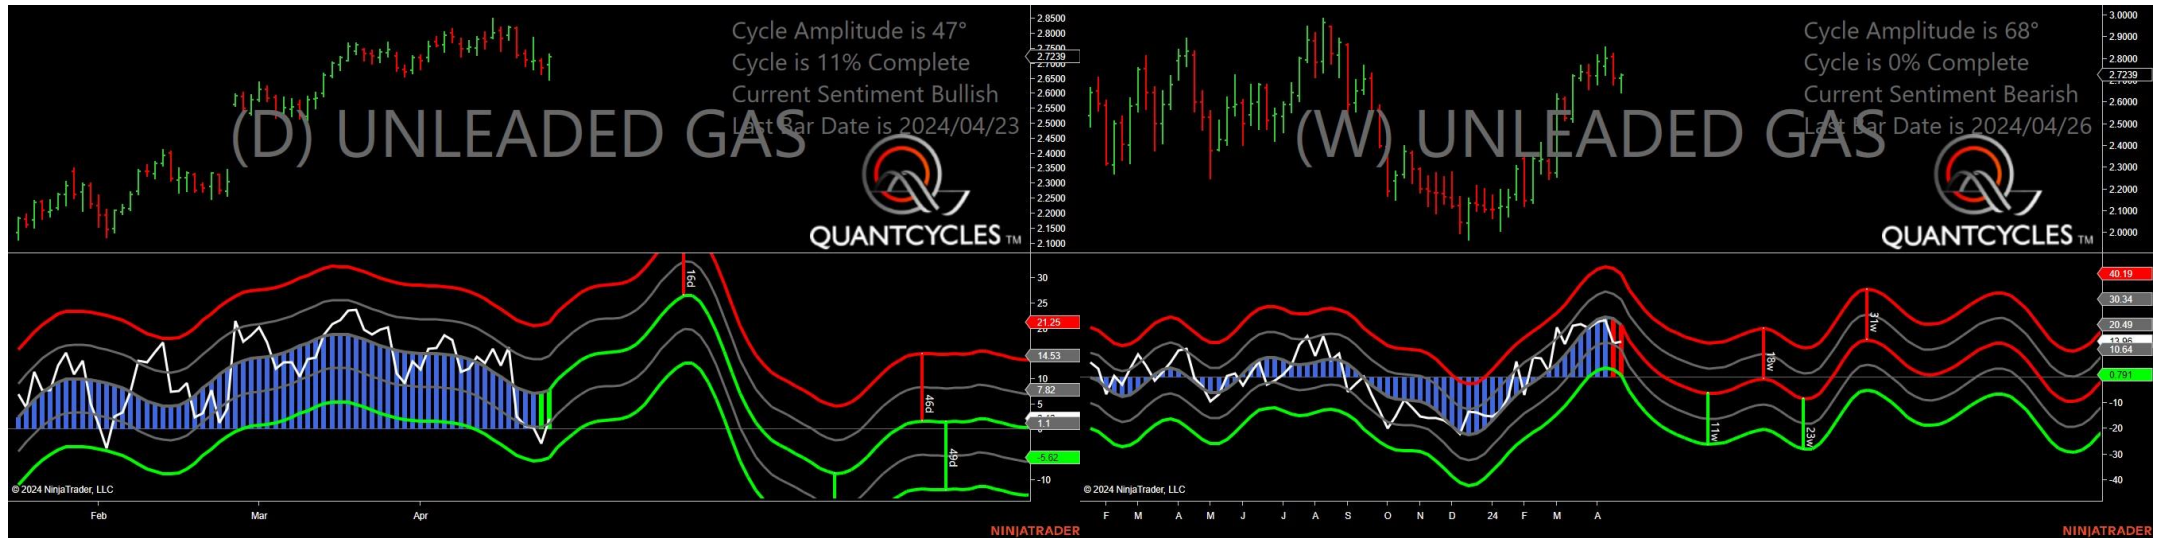 Cycle Amplitude is 47°
Cycle is 11% Complete
Current Sentiment Bullish
Last Bar Date is 2024/04/23
(D) UNLEADED GAS
QUANTCYCLES TM
2.8500
2.8000
2.7500
2.7239
2.6500
2.6000
2.5500
2.5000
2.4500
2.4000
2.3500
2.3000
2.2500
2.2000
2.1500
2.1000
16d
46d
49d
30
25
21.25
20
14.53
10
7.82
5
1.1
-5.62
-10
© 2024 NinjaTrader, LLC
Feb
Mar
Apr
NINJATRADER
Cycle Amplitude is 68°
Cycle is 0% Complete
Current Sentiment Bearish
Last Bar Date is 2024/04/26
(W) UNLEADED GAS
QUANTCYCLES TM
3.0000
2.9000
2.8000
2.7239
2.6000
2.5000
2.4000
2.3000
2.2000
2.1000
2.0000
11w
18w
23w
31w
40.19
30.34
20.49
13.96
10.64
0.791
-10
-20
-30
-40
© 2024 NinjaTrader, LLC
F
M
A
M
J
J
A
S
O
N
D
24
F
M
A
NINJATRADER